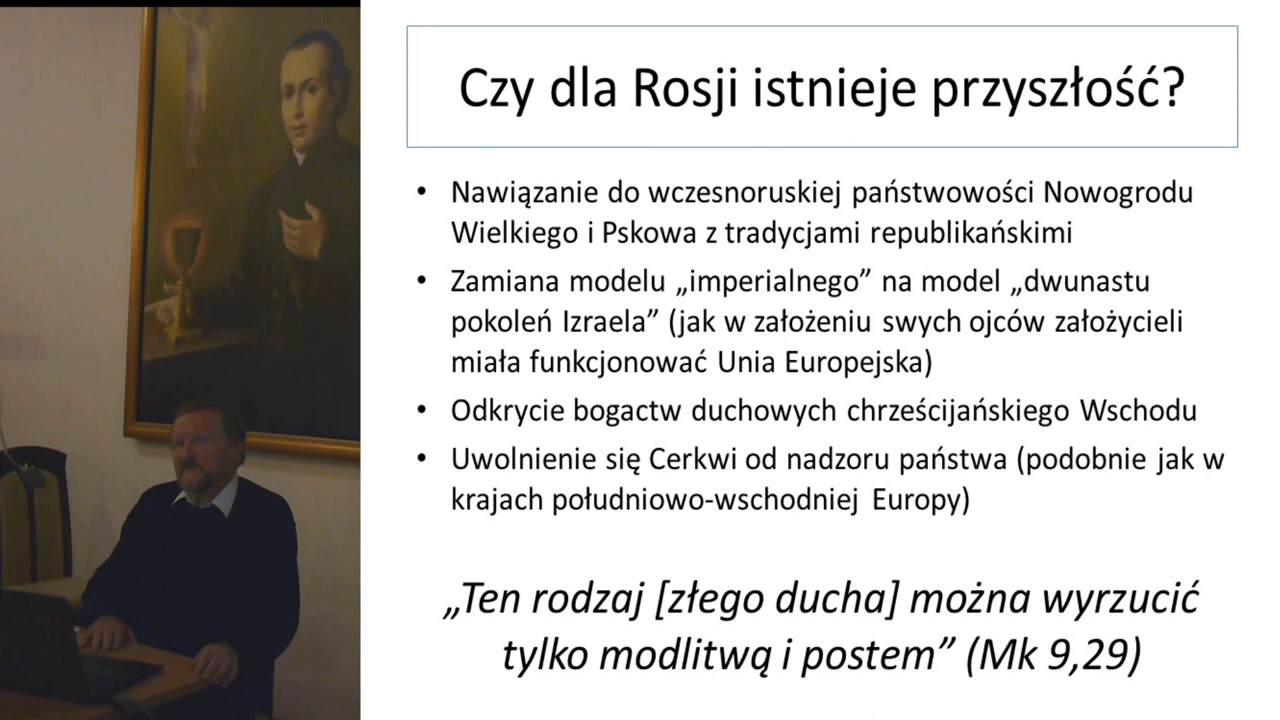 Czy dla Rosji istnieje przyszłość?
• Nawiązanie do wczesnoruskiej państwowości Nowogrodu
Wielkiego i Pskowa z tradycjami republikańskimi
• Zamiana modelu „imperialnego” na model „dwunastu
pokoleń Izraela” (jak w założeniu swych ojców założycieli
miała funkcjonować Unia Europejska)
• Odkrycie bogactw duchowych chrześcijańskiego Wschodu
• Uwolnienie się Cerkwi od nadzoru państwa (podobnie jak w
krajach południowo-wschodniej Europy)
„Ten rodzaj [złego ducha] można wyrzucić
tylko modlitwą i postem” (Mk 9,29)